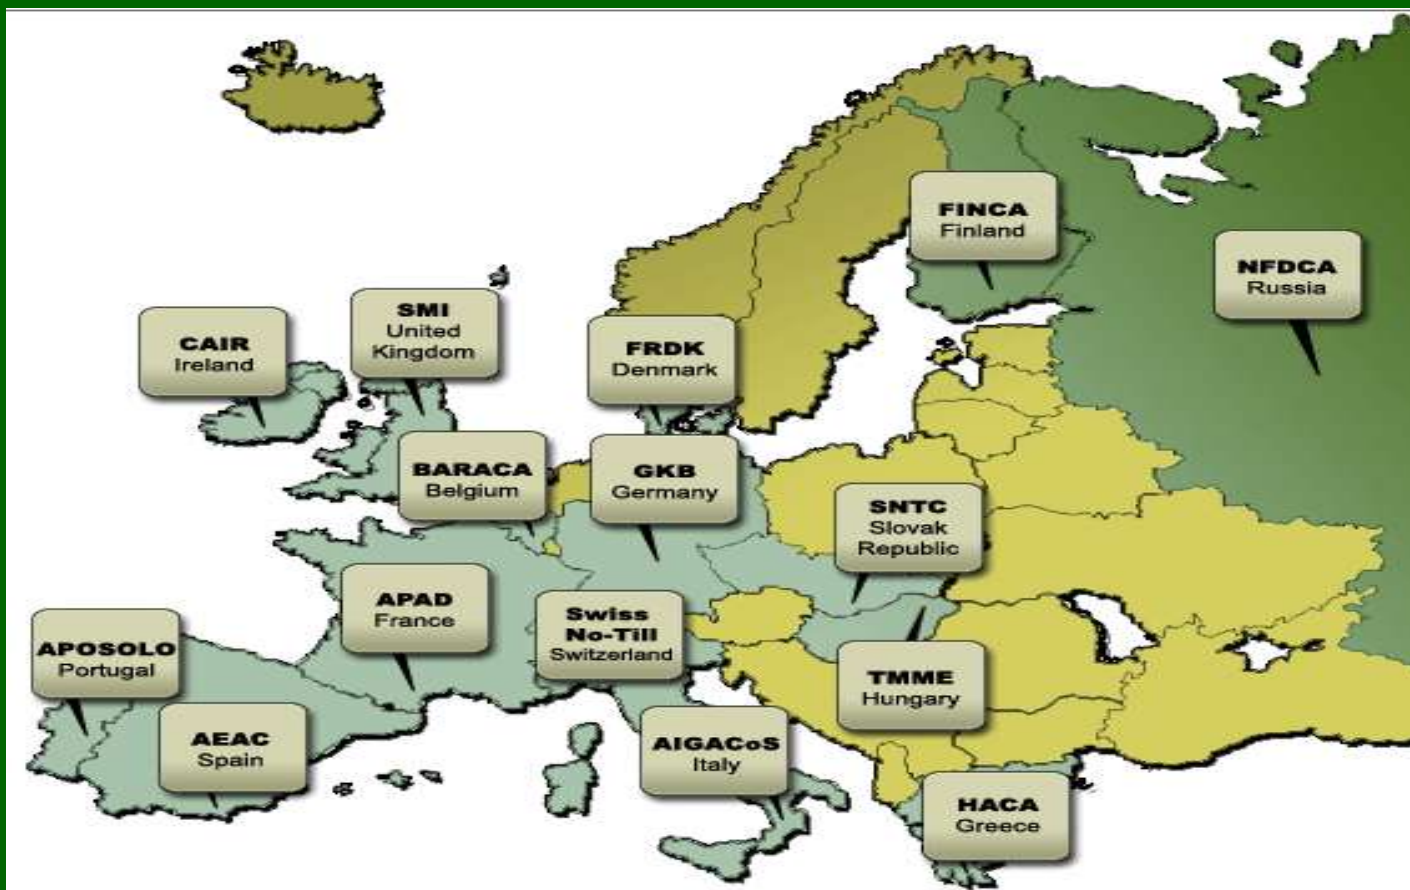 FINCA
Finland
NFDCA
Russia
SMI
United
Kingdom
CAIR
Ireland
FRDK
Denmark
BARACA
Belgium
GKB
Germany
SNTC
Slovak
Republic
APAD
France
Swiss
No-Till
Switzerland
APOSOLO
Portugal
TMME
Hungary
AEAC
Spain
AIGACoS
Italy
HACA
Greece